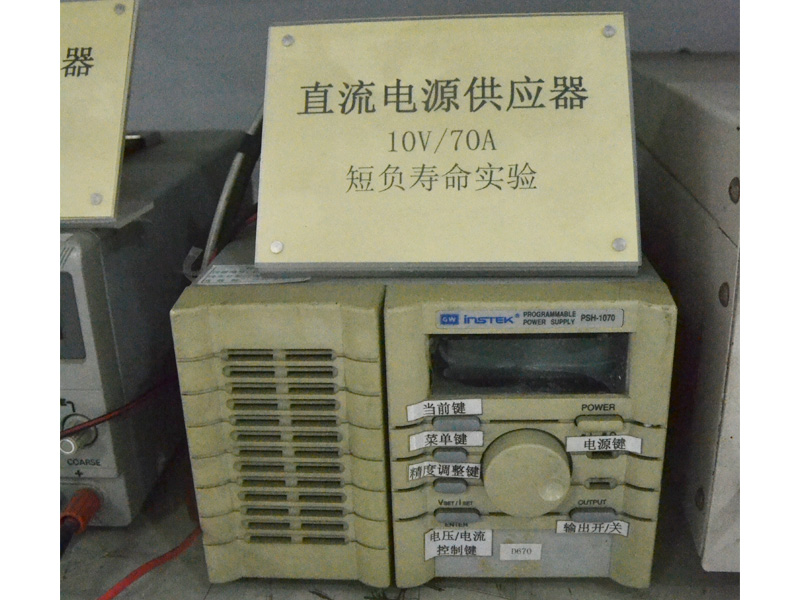 器
直流电源供应器
10V/70A
短负寿命实验
GW INSTEK PROGRAMMABLE POWER SUPPLY PSH-1070
当前键
POWER
菜单键
电源键
精度调整键
VSET/ISET
OUTPUT
ENTER
输出开/关
电压/电流
控制键
D670
COARSE